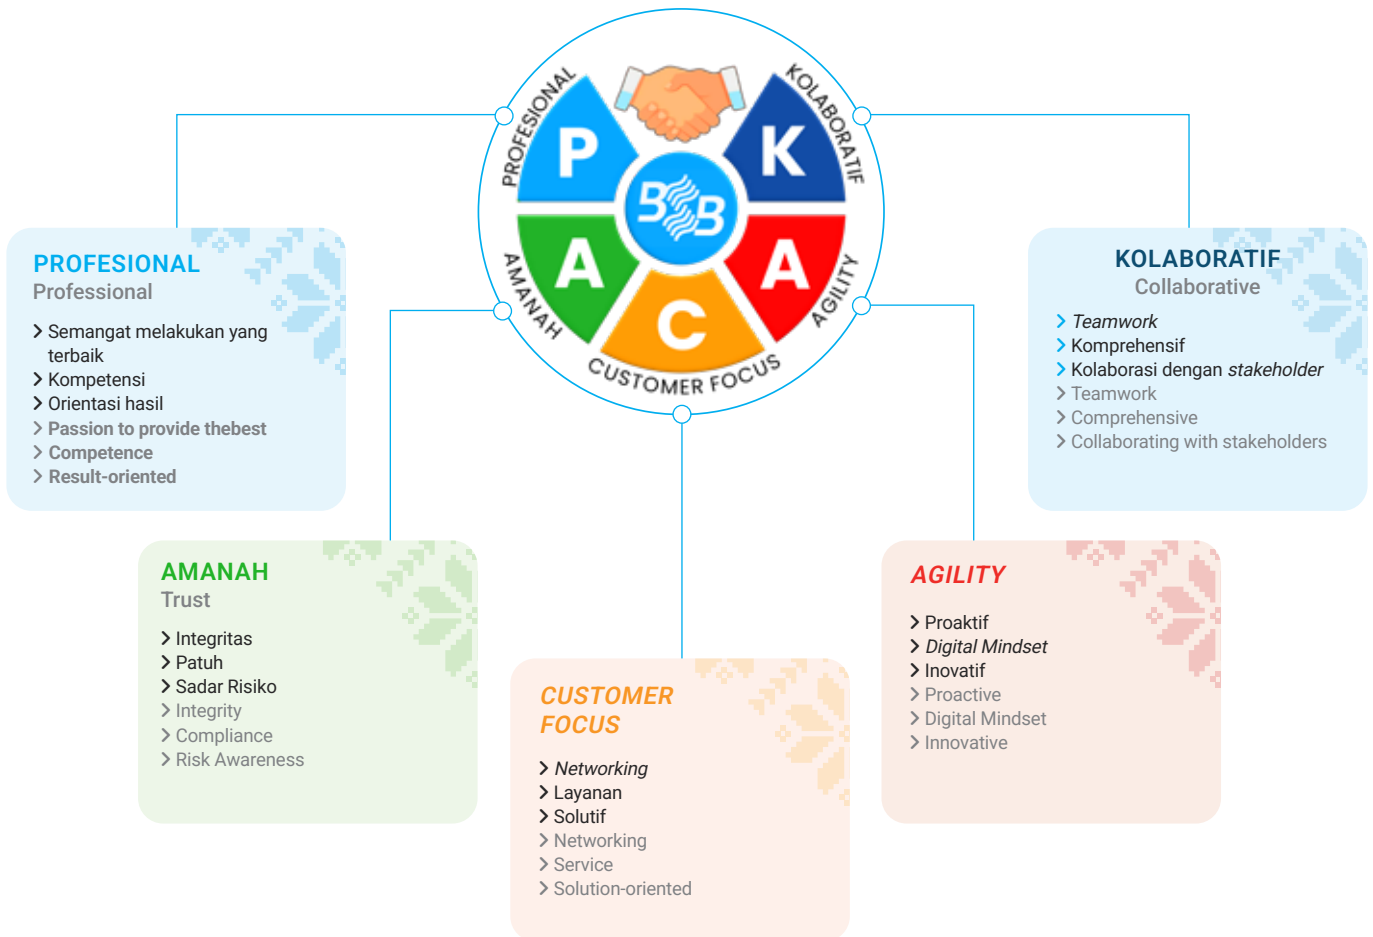 PROFESIONAL
KOLABORATIF
P
K
BSB
A
A
C
AMANAH
AGILITY
CUSTOMER FOCUS
PROFESIONAL
Professional
Semangat melakukan yang
terbaik
Kompetensi
Orientasi hasil
Passion to provide thebest
Competence
Result-oriented
KOLABORATIF
Collaborative
Teamwork
Komprehensif
Kolaborasi dengan stakeholder
Teamwork
Comprehensive
Collaborating with stakeholders
AMANAH
Trust
Integritas
Patuh
Sadar Risiko
Integrity
Compliance
Risk Awareness
CUSTOMER
FOCUS
Networking
Layanan
Solutif
Networking
Service
Solution-oriented
AGILITY
Proaktif
Digital Mindset
Inovatif
Proactive
Digital Mindset
Innovative